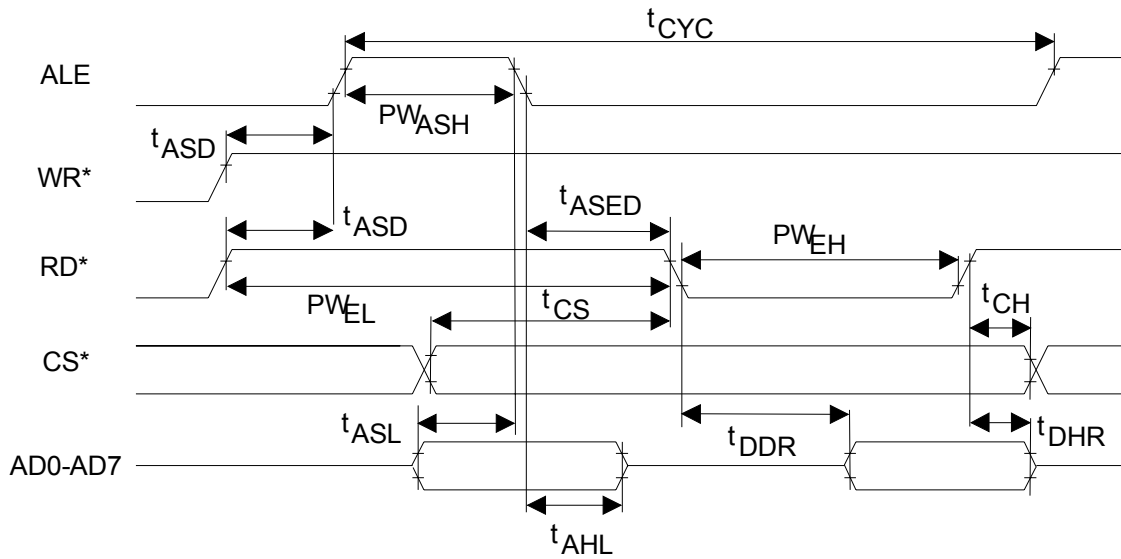 tCYC
ALE
PWASH
tASD
WR*
tASED
tASD
PWEH
RD*
PWEL
tCS
tCH
CS*
tASL
tDDR
tDHR
AD0-AD7
tAHL